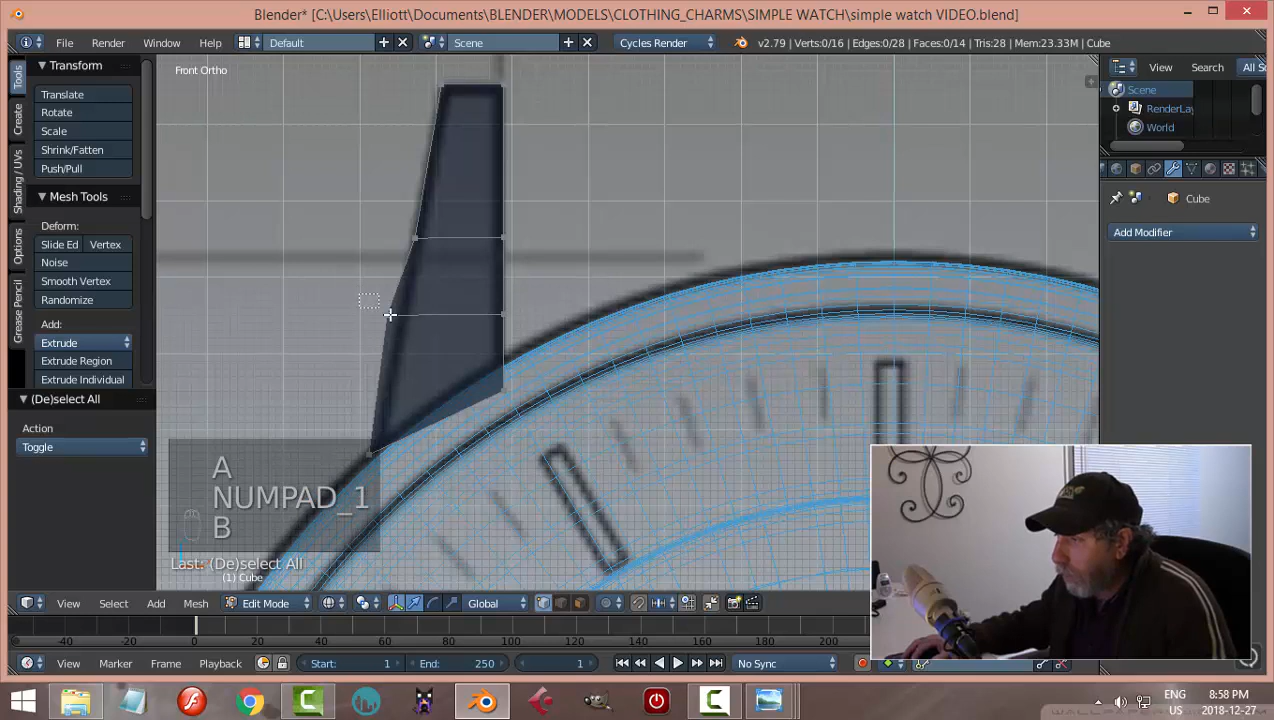 Blender* [C:\Users\Elliott\Documents\BLENDER\MODELS\CLOTHING_CHARMS\SIMPLE WATCH\simple watch VIDEO.blend]
File Render Window Help Default Scene Cycles Render v2.79 | Verts:0/16 | Edges:0/28 | Faces:0/14 | Tris:28 | Mem:23.33M | Cube
Tools
Create
Shading / UVs
Options
Grease Pencil
Transform
Translate
Rotate
Scale
Shrink/Fatten
Push/Pull
Mesh Tools
Deform:
Slide Ed Vertex
Noise
Smooth Vertex
Randomize
Add:
Extrude
Extrude Region
Extrude Individual
(De)select All
Action
Toggle
Front Ortho
A
NUMPAD_1
B
Last: (De)select All
(1) Cube
View Search All S
Scene
RenderLay
World
Cube
Add Modifier
View Select Add Mesh Edit Mode Global
-40 -20 0 20 40 60 80 100 120 140 160 180 200
View Marker Frame Playback Start: 1 End: 250 1 No Sync
ENG
US
8:58 PM
2018-12-27